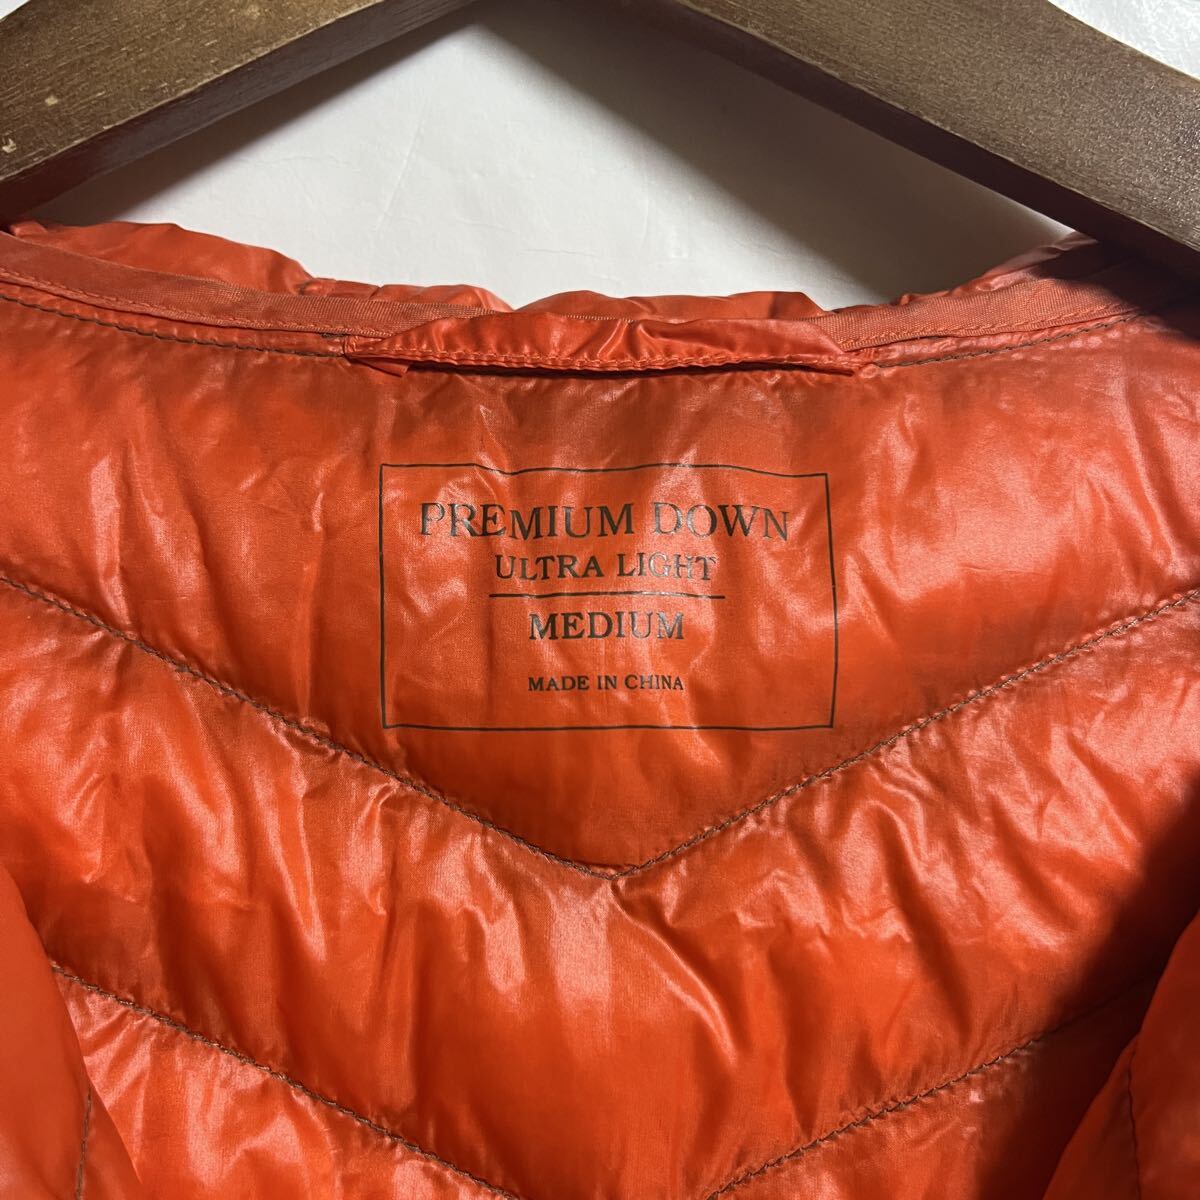 PREMIUM DOWN
ULTRA LIGHT
MEDIUM
MADE IN CHINA